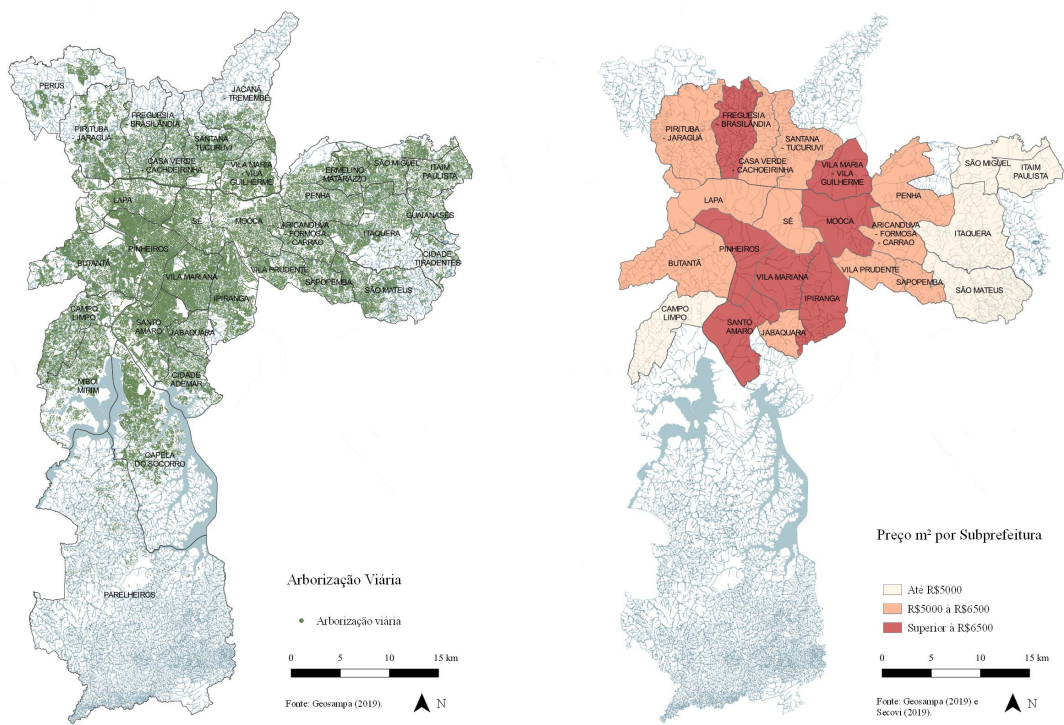 PERUS
JAÇANÃ
- TREMEMBÉ
PIRITUBA
- JARAGUÁ
FREGUESIA
- BRASILÂNDIA
SANTANA
- TUCURUVI
CASA VERDE
- CACHOEIRINHA
VILA MARIA
- VILA
GUILHERME
ERMELINO
MATARAZZO
SÃO MIGUEL
ITAIM
PAULISTA
PENHA
LAPA
SÉ
MOÓCA
ARICANDUVA
- FORMOSA -
CARRÃO
GUAIANASES
ITAQUERA
CIDADE
TIRADENTES
BUTANTÃ
PINHEIROS
VILA MARIANA
VILA PRUDENTE
SAPOPEMBA
SÃO MATEUS
IPIRANGA
CAMPO
LIMPO
SANTO
AMARO
JABAQUARA
CIDADE
ADEMAR
M'BOI
MIRIM
CAPELA
DO SOCORRO
PARELHEIROS
Arborização Viária
Arborização viária
0 5 10 15 km
Fonte: Geosampa (2019).
N
PIRITUBA
- JARAGUÁ
FREGUESIA
- BRASILÂNDIA
SANTANA -
TUCURUVI
CASA VERDE
- CACHOEIRINHA
VILA MARIA
- VILA
GUILHERME
SÃO MIGUEL
ITAIM
PAULISTA
PENHA
LAPA
SÉ
MOÓCA
ARICANDUVA
- FORMOSA -
CARRÃO
ITAQUERA
BUTANTÃ
PINHEIROS
VILA MARIANA
VILA PRUDENTE
SAPOPEMBA
SÃO MATEUS
IPIRANGA
CAMPO
LIMPO
SANTO
AMARO
JABAQUARA
Preço m² por Subprefeitura
Até R$5000
R$5000 à R$6500
Superior à R$6500
0 5 10 15 km
Fonte: Geosampa (2019) e
Secovi (2019).
N